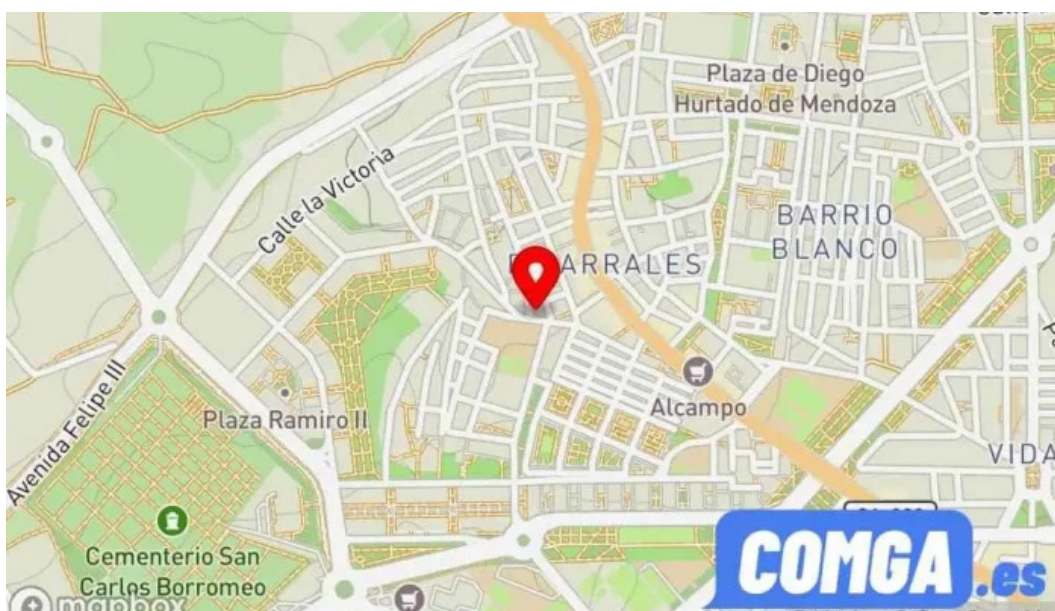 Plaza de Diego
Hurtado de Mendoza
Calle la Victoria
BARRIO
BLANCO
ARRALES
Alcampo
Avenida Felipe III
Plaza Ramiro II
VIDA
Cementerio San
Carlos Borromeo
mapbox
COMGA.es